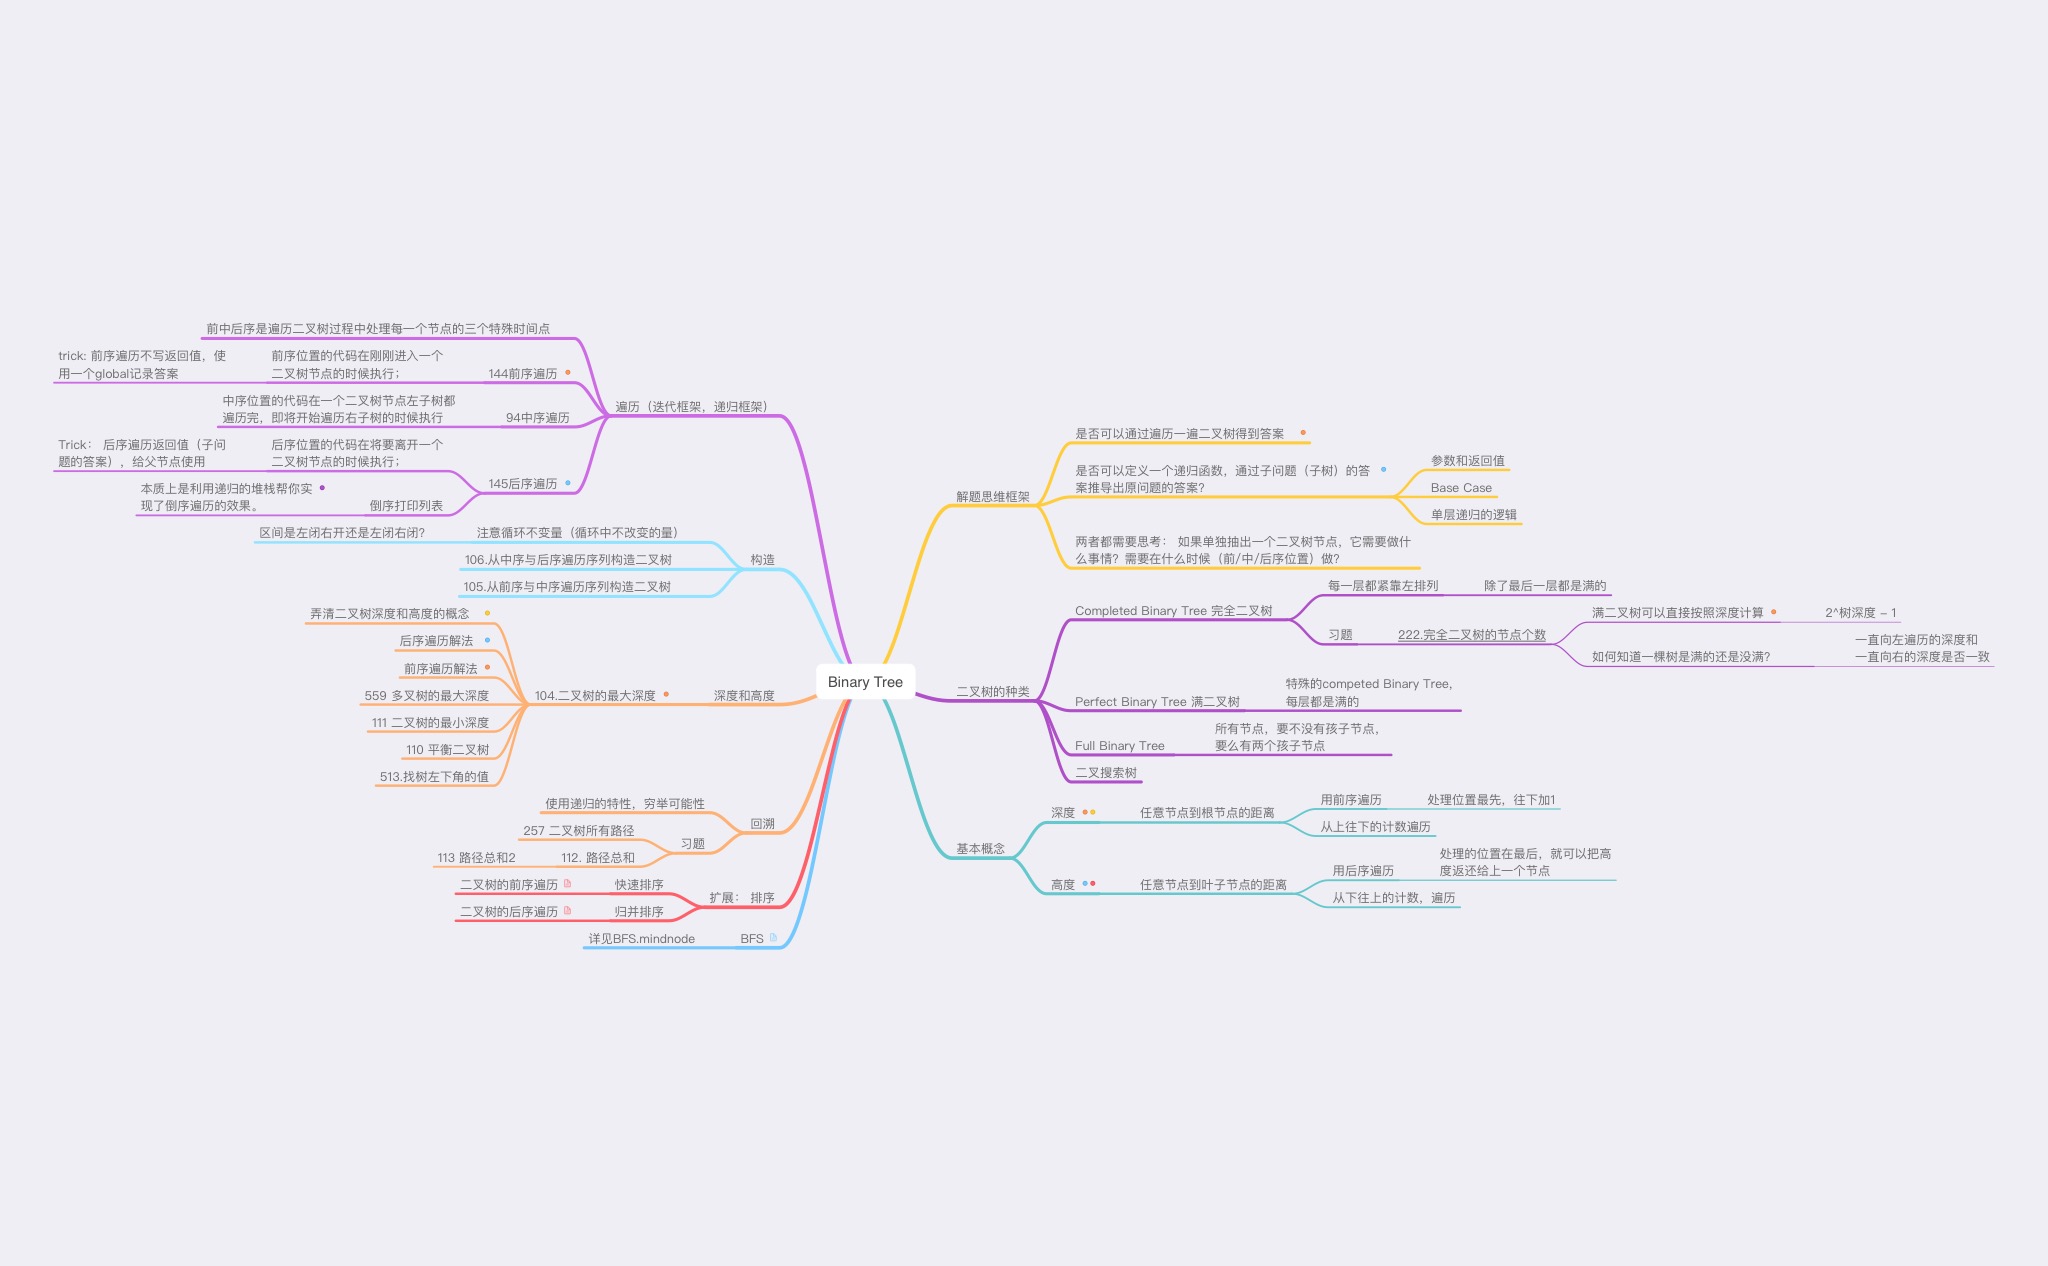 Binary Tree
遍历（迭代框架，递归框架）
前中后序是遍历二叉树过程中处理每一个节点的三个特殊时间点
144前序遍历
前序位置的代码在刚刚进入一个
二叉树节点的时候执行；
trick: 前序遍历不写返回值，使
用一个global记录答案
94中序遍历
中序位置的代码在一个二叉树节点左子树都
遍历完，即将开始遍历右子树的时候执行
145后序遍历
后序位置的代码在将要离开一个
二叉树节点的时候执行；
Trick： 后序遍历返回值（子问
题的答案），给父节点使用
倒序打印列表
本质上是利用递归的堆栈帮你实
现了倒序遍历的效果。
构造
注意循环不变量（循环中不改变的量）
区间是左闭右开还是左闭右闭？
106.从中序与后序遍历序列构造二叉树
105.从前序与中序遍历序列构造二叉树
深度和高度
104.二叉树的最大深度
弄清二叉树深度和高度的概念
后序遍历解法
前序遍历解法
559 多叉树的最大深度
111 二叉树的最小深度
110 平衡二叉树
513.找树左下角的值
回溯
使用递归的特性，穷举可能性
习题
257 二叉树所有路径
112. 路径总和
113 路径总和2
扩展： 排序
快速排序
二叉树的前序遍历
归并排序
二叉树的后序遍历
BFS
详见BFS.mindnode
解题思维框架
是否可以通过遍历一遍二叉树得到答案
是否可以定义一个递归函数，通过子问题（子树）的答
案推导出原问题的答案？
参数和返回值
Base Case
单层递归的逻辑
两者都需要思考： 如果单独抽出一个二叉树节点，它需要做什
么事情？需要在什么时候（前/中/后序位置）做？
二叉树的种类
Completed Binary Tree 完全二叉树
每一层都紧靠左排列
除了最后一层都是满的
习题
222.完全二叉树的节点个数
满二叉树可以直接按照深度计算
2^树深度 - 1
如何知道一棵树是满的还是没满？
一直向左遍历的深度和
一直向右的深度是否一致
Perfect Binary Tree 满二叉树
特殊的competed Binary Tree，
每层都是满的
Full Binary Tree
所有节点，要不没有孩子节点，
要么有两个孩子节点
二叉搜索树
基本概念
深度
任意节点到根节点的距离
用前序遍历
处理位置最先，往下加1
从上往下的计数遍历
高度
任意节点到叶子节点的距离
用后序遍历
处理的位置在最后，就可以把高
度返还给上一个节点
从下往上的计数，遍历